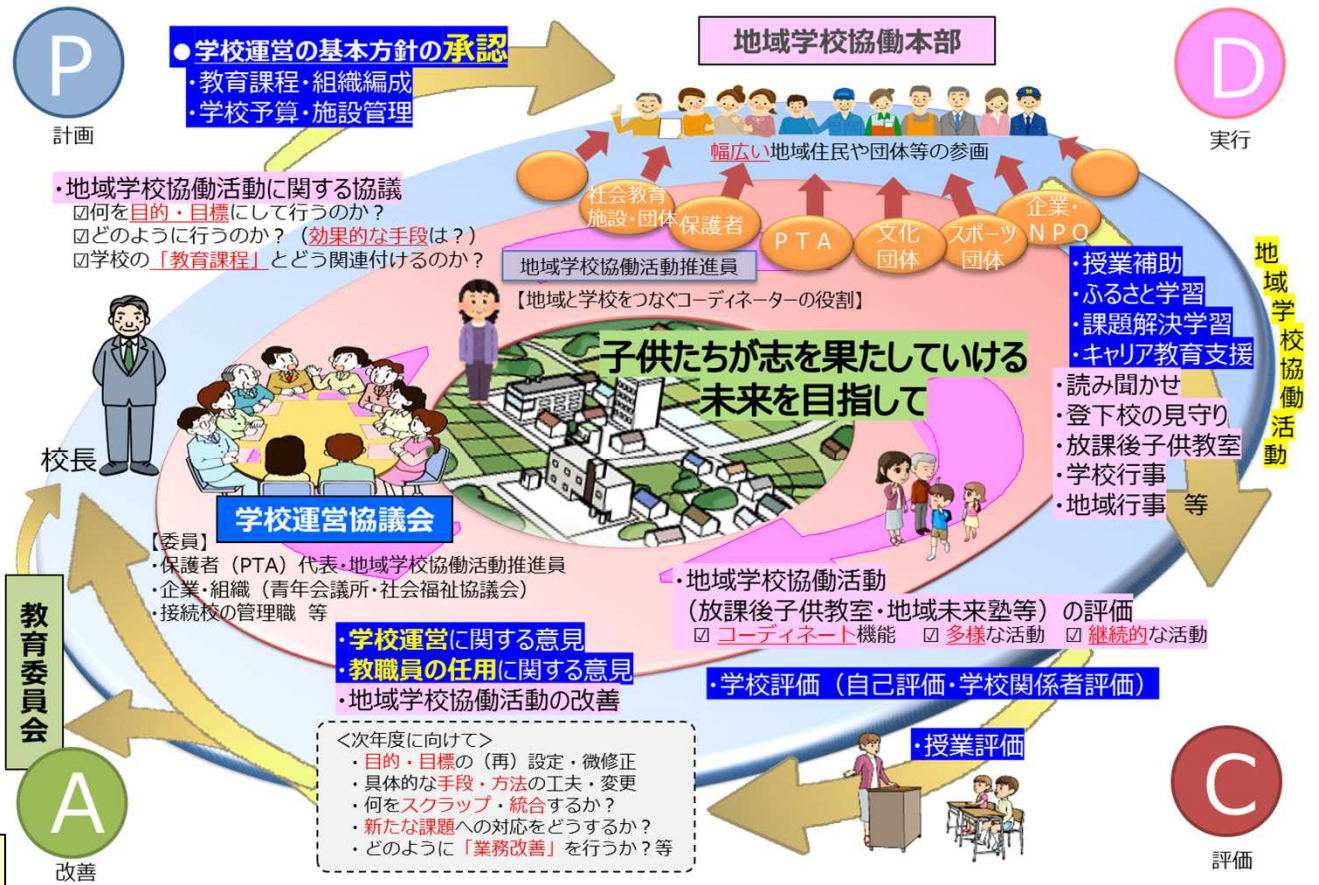 P
計画
●学校運営の基本方針の承認
・教育課程・組織編成
・学校予算・施設管理
地域学校協働本部
D
実行
幅広い地域住民や団体等の参画
社会教育
施設・団体
保護者
PTA
文化
団体
スポーツ
団体
企業・
NPO
・地域学校協働活動に関する協議
☑何を目的・目標にして行うのか？
☑どのように行うのか？（効果的な手段は？）
☑学校の「教育課程」とどう関連付けるのか？
地域学校協働活動推進員
【地域と学校をつなぐコーディネーターの役割】
・授業補助
・ふるさと学習
・課題解決学習
・キャリア教育支援
・読み聞かせ
・登下校の見守り
・放課後子供教室
・学校行事
・地域行事 等
地域学校協働活動
子供たちが志を果たしていける
未来を目指して
校長
学校運営協議会
【委員】
・保護者（PTA）代表・地域学校協働活動推進員
・企業・組織（青年会議所・社会福祉協議会）
・接続校の管理職 等
・地域学校協働活動
（放課後子供教室・地域未来塾等）の評価
☑ コーディネート機能 ☑ 多様な活動 ☑ 継続的な活動
・学校評価（自己評価・学校関係者評価）
・授業評価
教育委員会
・学校運営に関する意見
・教職員の任用に関する意見
・地域学校協働活動の改善
＜次年度に向けて＞
・目的・目標の（再）設定・微修正
・具体的な手段・方法の工夫・変更
・何をスクラップ・統合するか？
・新たな課題への対応をどうするか？
・どのように「業務改善」を行うか？等
A
改善
C
評価